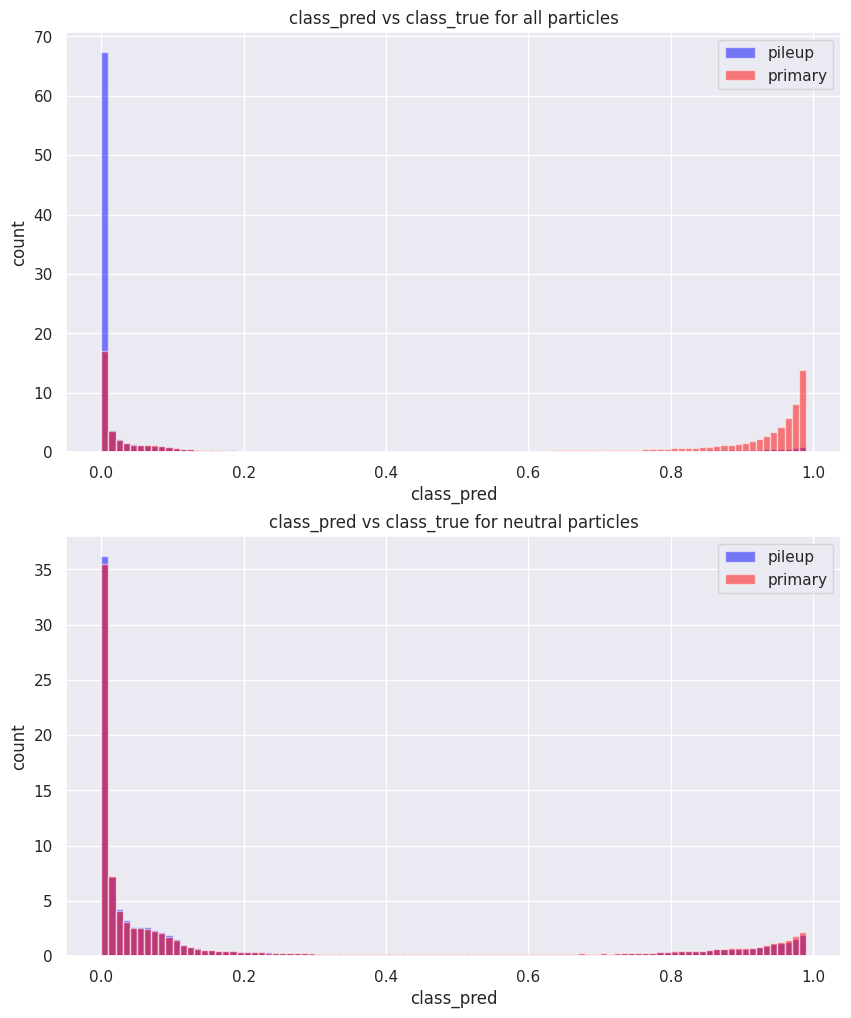 class_pred vs class_true for all particles
70
60
50
40
30
20
10
0
count
pileup
primary
0.0 0.2 0.4 0.6 0.8 1.0
class_pred
class_pred vs class_true for neutral particles
35
30
25
20
15
10
5
0
count
pileup
primary
0.0 0.2 0.4 0.6 0.8 1.0
class_pred